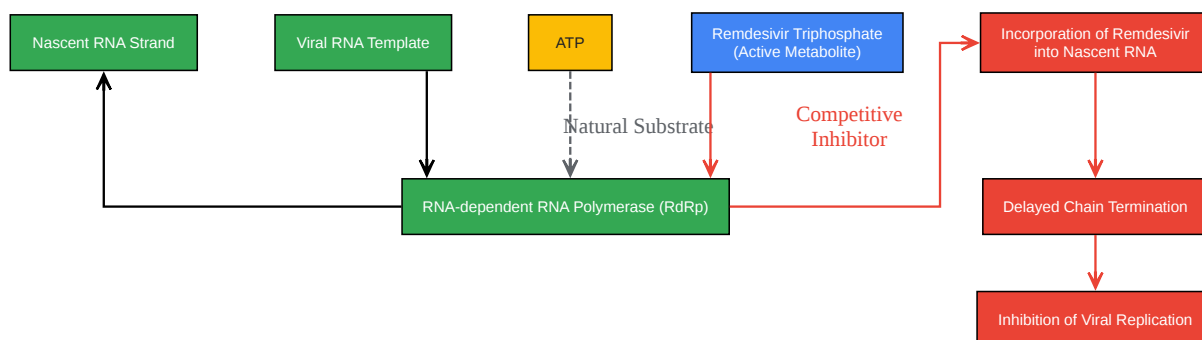 Nascent RNA Strand
Viral RNA Template
ATP
Remdesivir Triphosphate
(Active Metabolite)
Incorporation of Remdesivir
into Nascent RNA
Natural Substrate
Competitive
Inhibitor
RNA-dependent RNA Polymerase (RdRp)
Delayed Chain Termination
Inhibition of Viral Replication